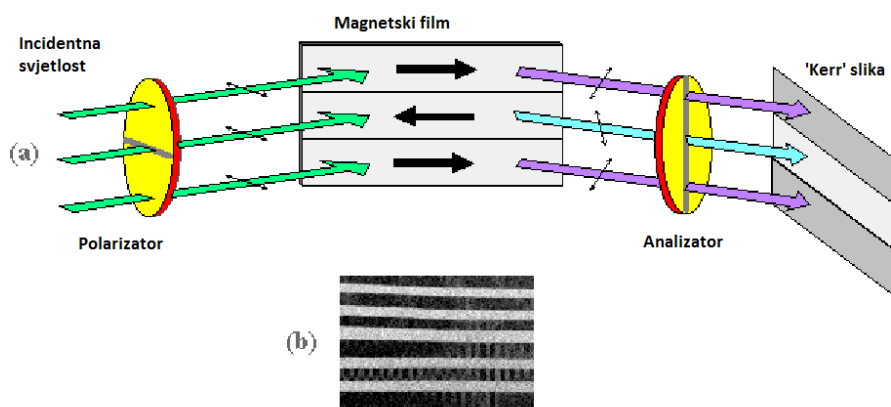 Magnetski film
Incidentna
svjetlost
'Kerr' slika
(a)
Polarizator
Analizator
(b)